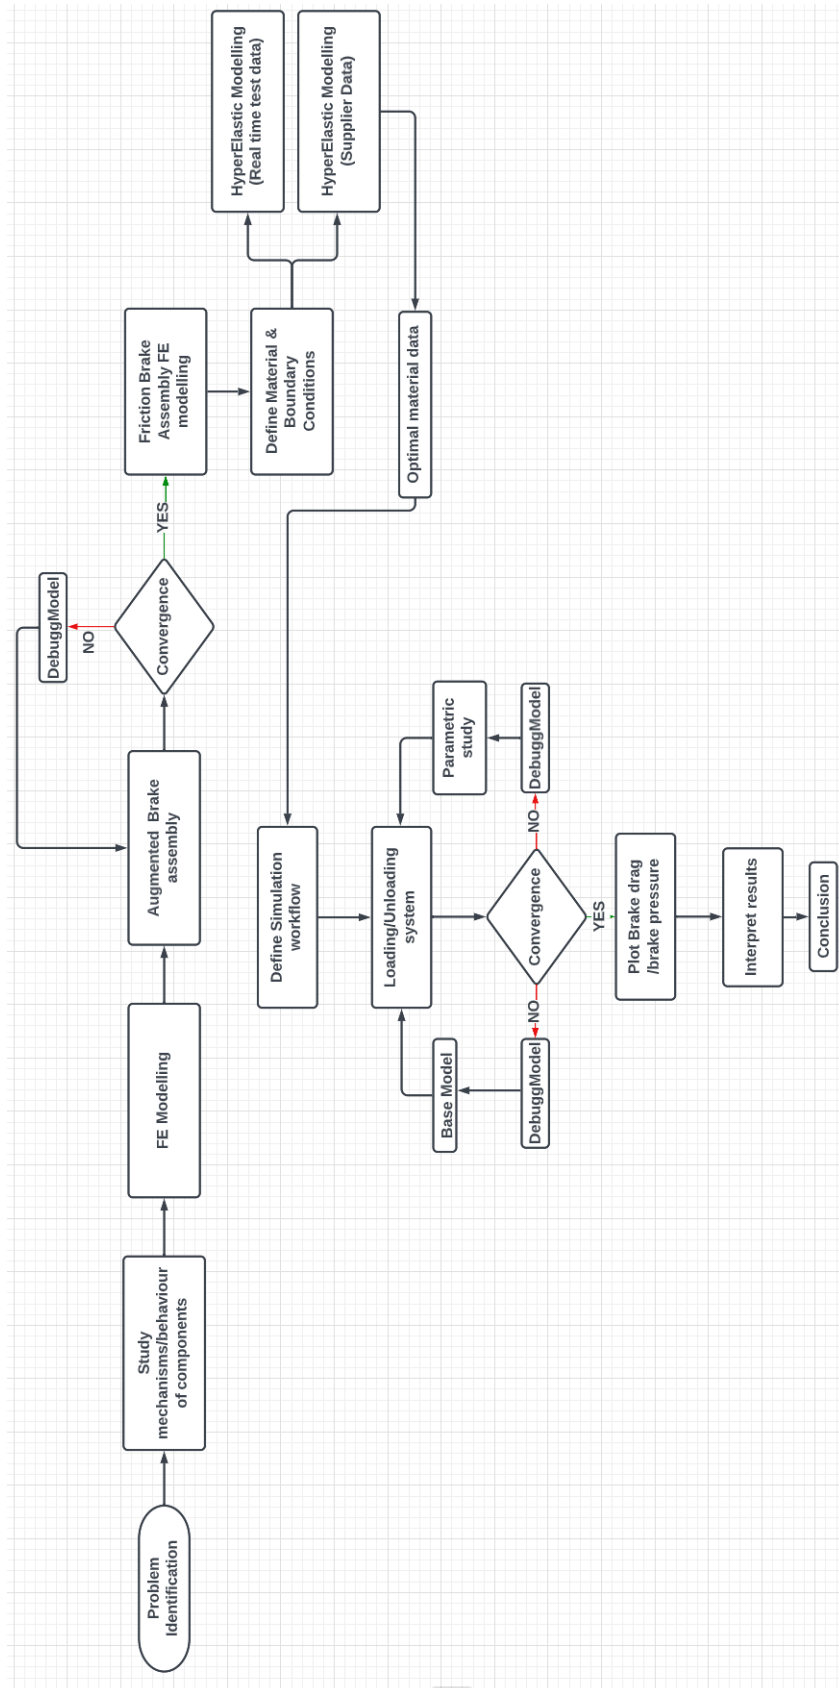 Problem
Identification
Study
mechanisms/behaviour
of components
FE Modelling
Augmented Brake
assembly
Convergence
NO
DebuggModel
YES
Friction Brake
Assembly FE
modelling
Define Material &
Boundary
Conditions
HyperElastic Modelling
(Real time test data)
HyperElastic Modelling
(Supplier Data)
Optimal material data
Define Simulation
workflow
Loading/Unloading
system
Convergence
NO
DebuggModel
Base Model
NO
DebuggModel
Parametric
study
YES
Plot Brake drag
/brake pressure
Interpret results
Conclusion